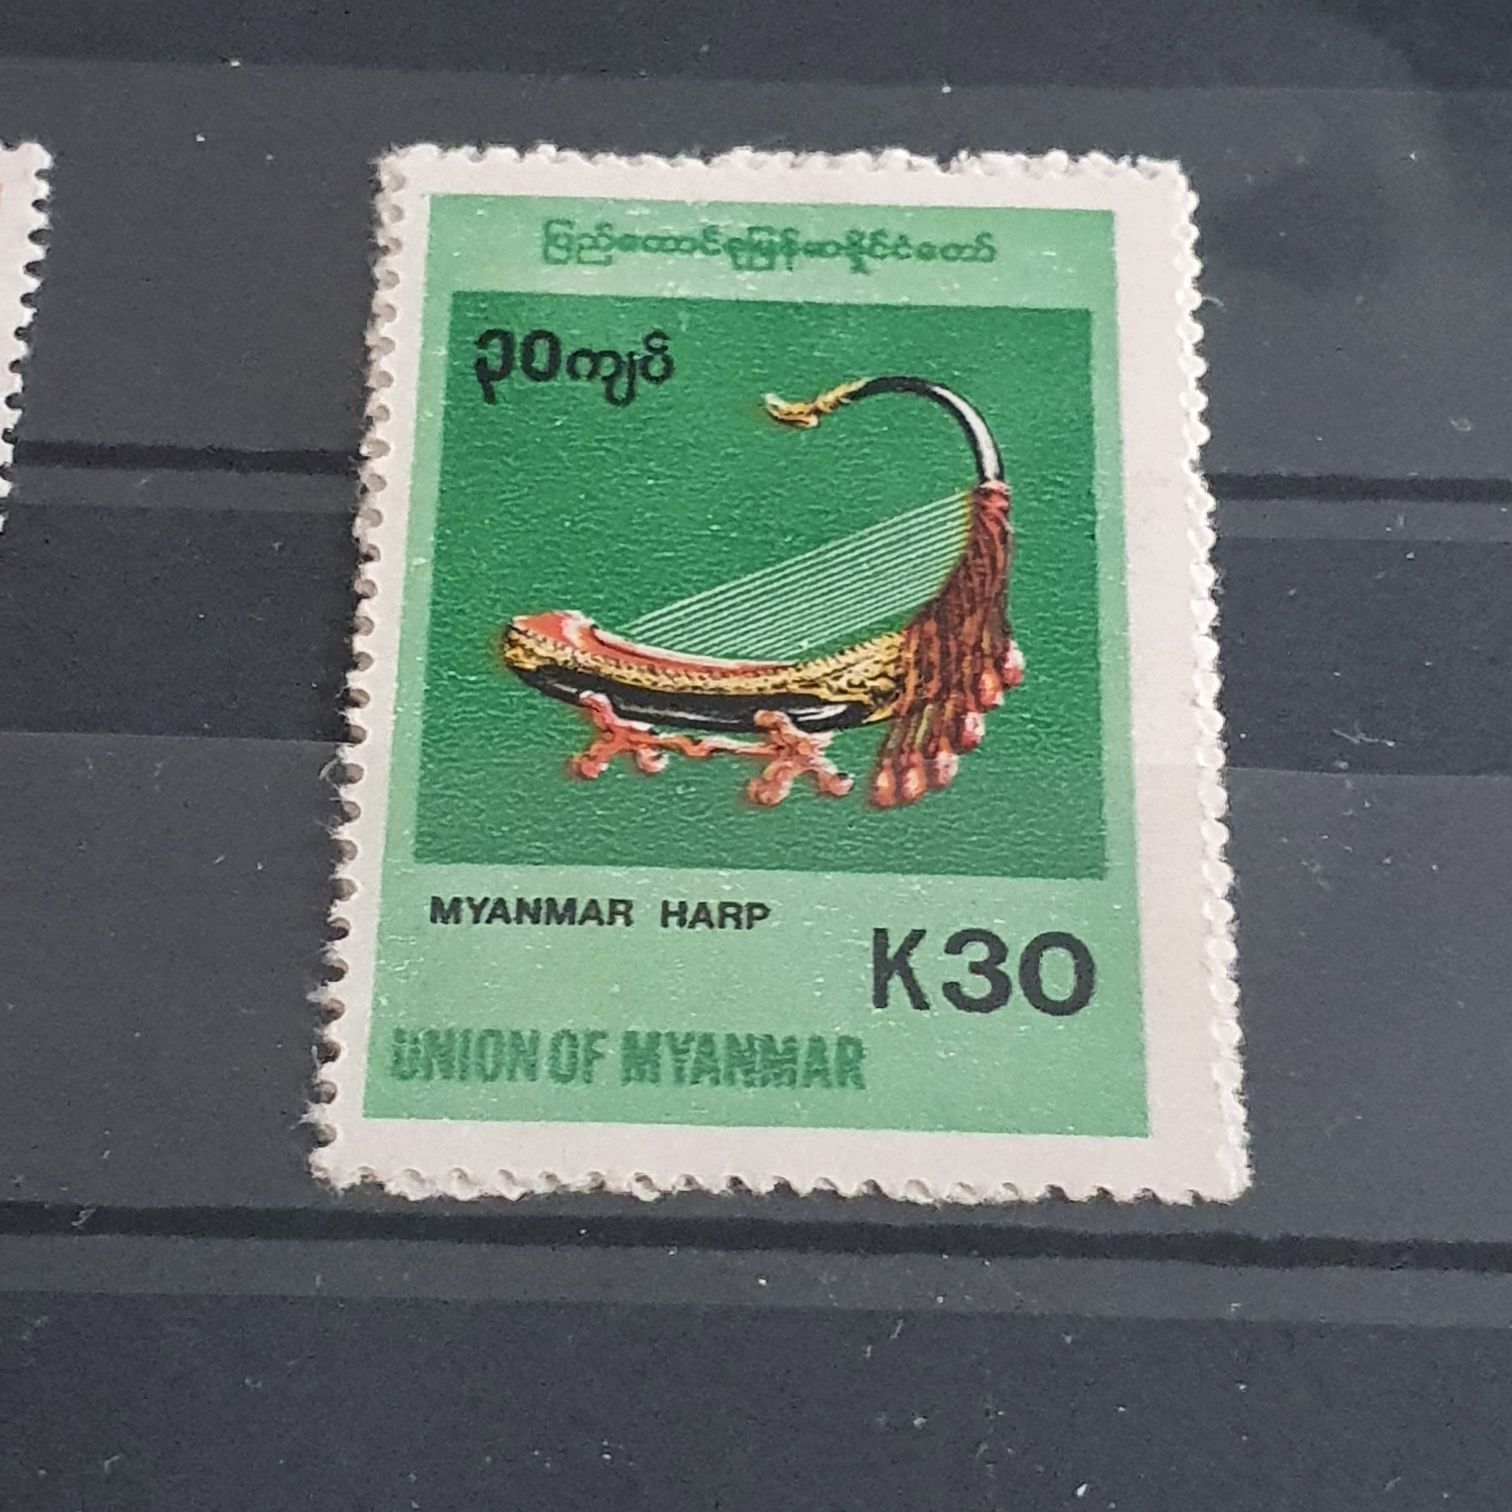 ပြည်ထောင်စုမြန်မာနိုင်ငံတော်
၃၀ကျပ်
MYANMAR HARP
K30
UNION OF MYANMAR